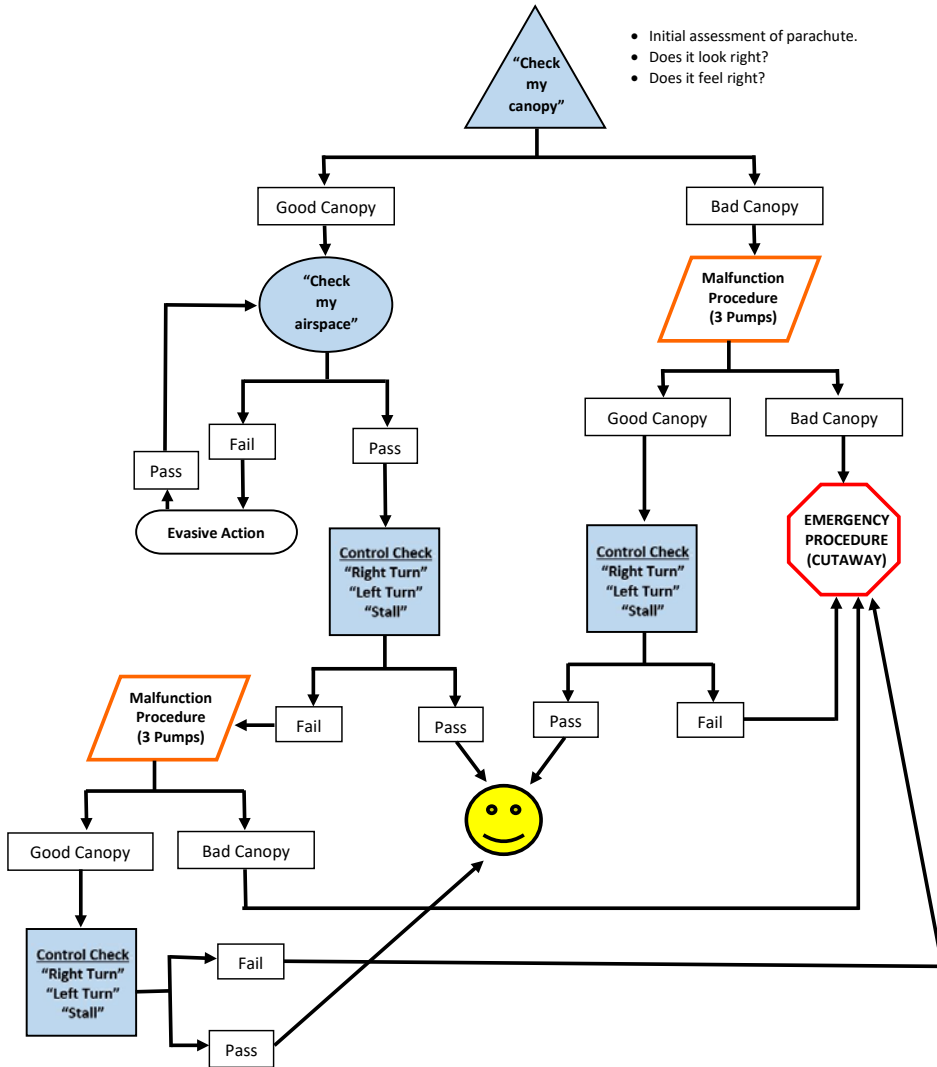 “Check
my
canopy”
• Initial assessment of parachute.
• Does it look right?
• Does it feel right?
Good Canopy
Bad Canopy
“Check
my
airspace”
Malfunction
Procedure
(3 Pumps)
Good Canopy
Bad Canopy
Fail
Pass
Pass
Evasive Action
EMERGENCY
PROCEDURE
(CUTAWAY)
Control Check
“Right Turn”
“Left Turn”
“Stall”
Control Check
“Right Turn”
“Left Turn”
“Stall”
Malfunction
Procedure
(3 Pumps)
Fail
Pass
Pass
Fail
Good Canopy
Bad Canopy
Control Check
“Right Turn”
“Left Turn”
“Stall”
Fail
Pass